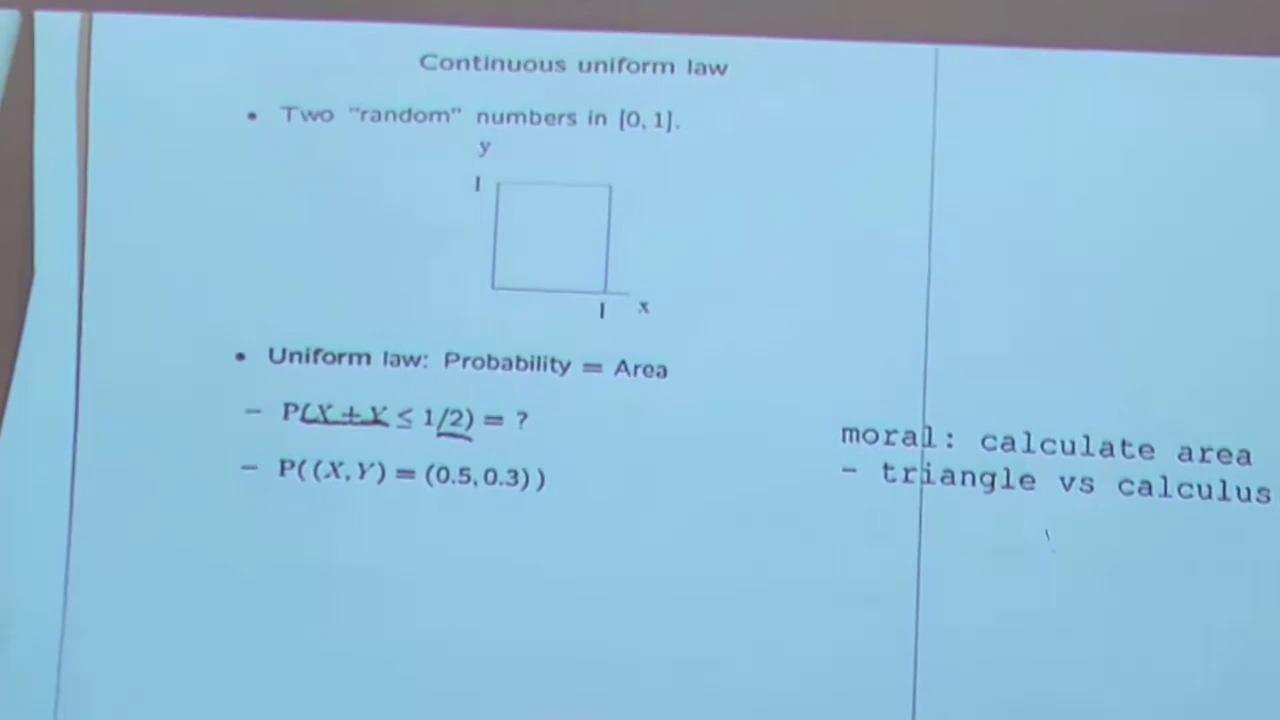 Continuous uniform law
• Two "random" numbers in [0, 1].
y
1
1 x
• Uniform law: Probability = Area
– P(X + Y ≤ 1/2) = ?
– P( (X, Y) = (0.5, 0.3) )
moral: calculate area
- triangle vs calculus